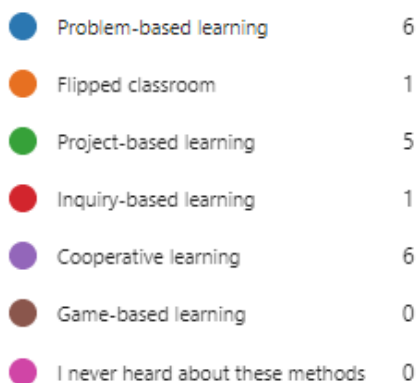 Problem-based learning 6
Flipped classroom 1
Project-based learning 5
Inquiry-based learning 1
Cooperative learning 6
Game-based learning 0
I never heard about these methods 0